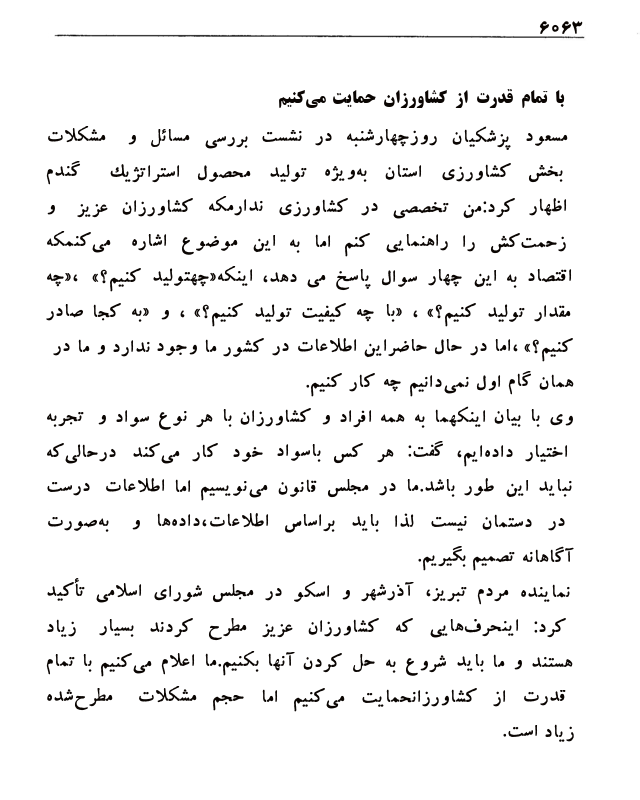 ۶۰۶۳
با تمام قدرت از کشاورزان حمایت می‌کنیم
مسعود پزشکیان روزچهارشنبه در نشست بررسی مسائل و مشکلات
بخش کشاورزی استان به‌ویژه تولید محصول استراتژیك گندم
اظهار کرد:من تخصصی در کشاورزی ندارمکه کشاورزان عزیز و
زحمت‌کش را راهنمایی کنم اما به این موضوع اشاره می‌کنمکه
اقتصاد به این چهار سوال پاسخ می دهد، اینکه«چهتولید کنیم؟» ،«چه
مقدار تولید کنیم؟» ، «با چه کیفیت تولید کنیم؟» ، و «به کجا صادر
کنیم؟» ،اما در حال حاضراین اطلاعات در کشور ما وجود ندارد و ما در
همان گام اول نمی‌دانیم چه کار کنیم.
وی با بیان اینکهما به همه افراد و کشاورزان با هر نوع سواد و تجربه
اختیار داده‌ایم، گفت: هر کس باسواد خود کار می‌کند درحالی‌که
نباید این طور باشد.ما در مجلس قانون می‌نویسیم اما اطلاعات درست
در دستمان نیست لذا باید براساس اطلاعات،داده‌ها و به‌صورت
آگاهانه تصمیم بگیریم.
نماینده مردم تبریز، آذرشهر و اسکو در مجلس شورای اسلامی تأکید
کرد: اینحرف‌هایی که کشاورزان عزیز مطرح کردند بسیار زیاد
هستند و ما باید شروع به حل کردن آنها بکنیم.ما اعلام می‌کنیم با تمام
قدرت از کشاورزانحمایت می‌کنیم اما حجم مشکلات مطرح‌شده
زیاد است.